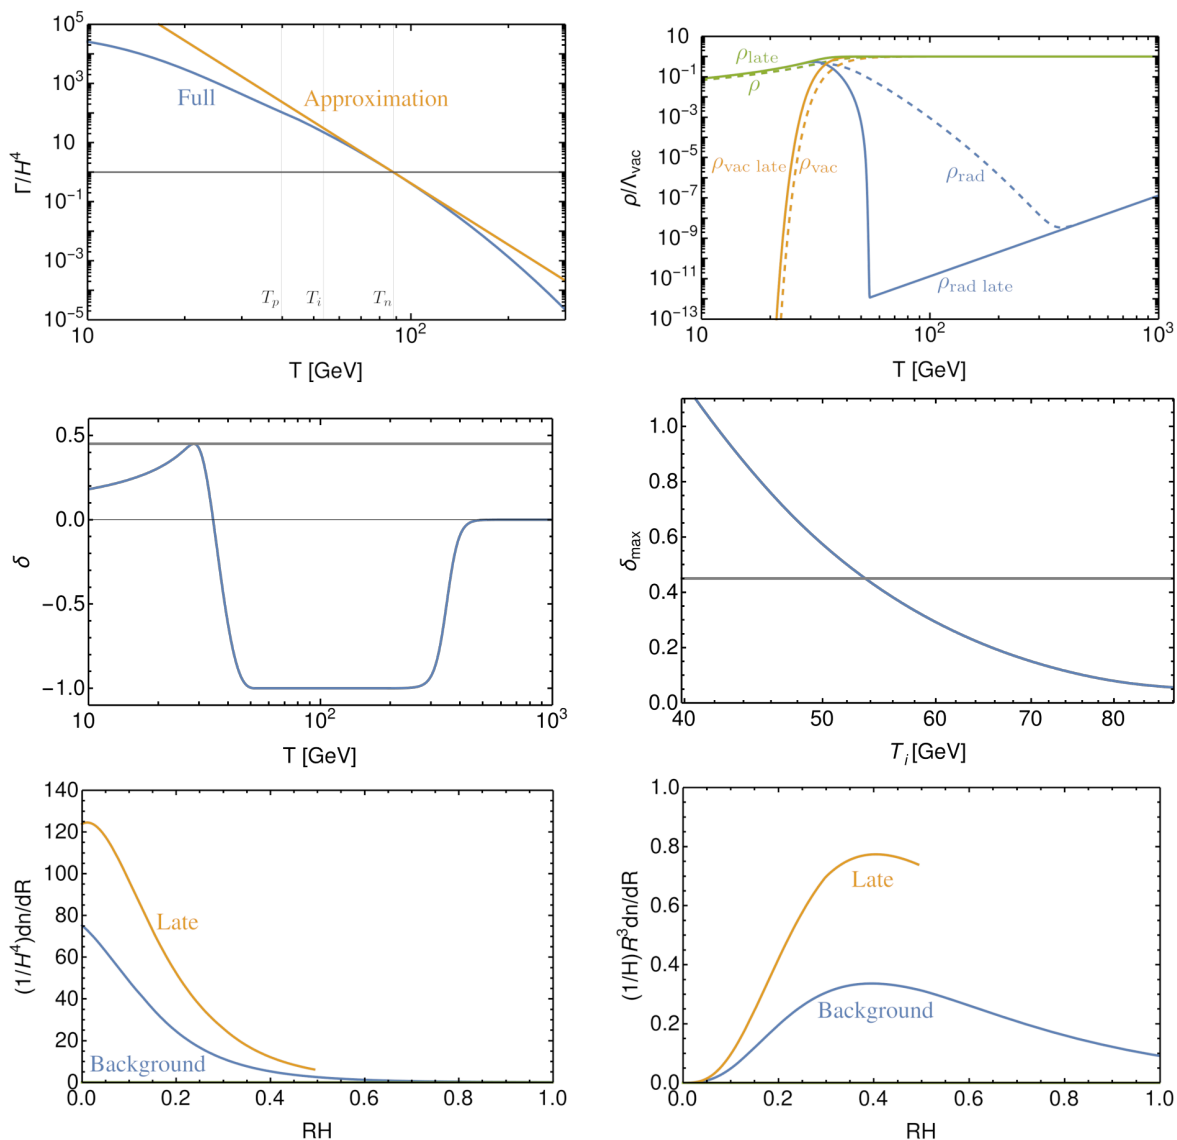 10^5
10^3
10
10^-1
10^-3
10^-5
Γ/H^4
Full
Approximation
T_p
T_i
T_n
10
10^2
T [GeV]
10
10^-1
10^-3
10^-5
10^-7
10^-9
10^-11
10^-13
ρ/Λ_vac
ρ_late
ρ
ρ_vac late
ρ_vac
ρ_rad
ρ_rad late
10
10^2
10^3
T [GeV]
0.5
0.0
−0.5
−1.0
δ
10
10^2
10^3
T [GeV]
1.0
0.8
0.6
0.4
0.2
0.0
δ_max
40
50
60
70
80
T_i [GeV]
140
120
100
80
60
40
20
0
(1/H^4)dn/dR
Late
Background
0.0
0.2
0.4
0.6
0.8
1.0
RH
1.0
0.8
0.6
0.4
0.2
0.0
(1/H)R^3dn/dR
Late
Background
0.0
0.2
0.4
0.6
0.8
1.0
RH